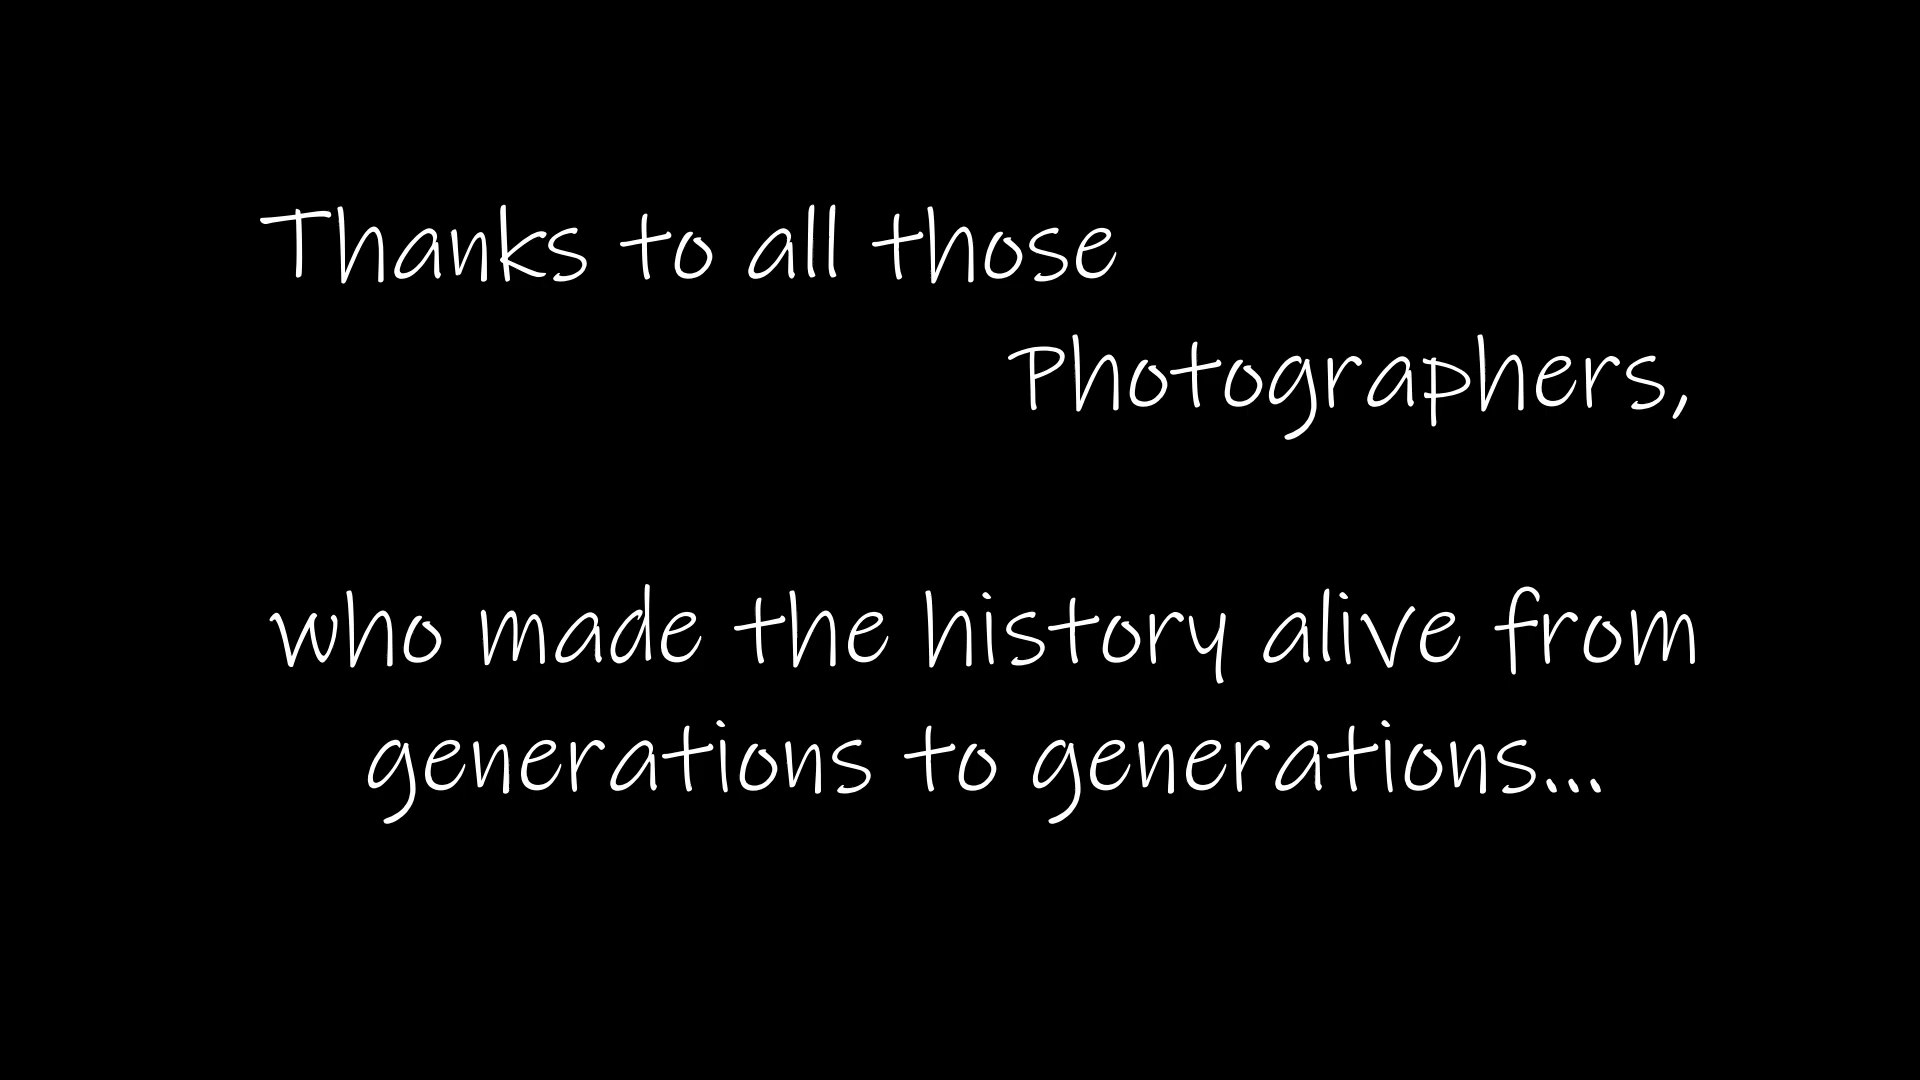 Thanks to all those
Photographers,
who made the history alive from
generations to generations...